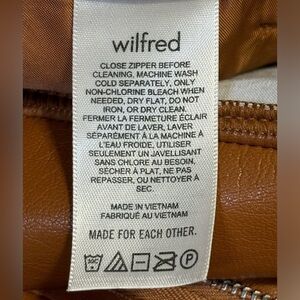 wilfred
CLOSE ZIPPER BEFORE
CLEANING, MACHINE WASH
COLD SEPARATELY, ONLY
NON-CHLORINE BLEACH WHEN
NEEDED, DRY FLAT, DO NOT
IRON, OR DRY CLEAN.
FERMER LA FERMETURE ÉCLAIR
AVANT DE LAVER, LAVER
SÉPARÉMENT À LA MACHINE À
L'EAU FROIDE, UTILISER
SEULEMENT UN JAVELLISANT
SANS CHLORE AU BESOIN,
SÉCHER À PLAT, NE PAS
REPASSER, OU NETTOYER À
SEC.
MADE IN VIETNAM
FABRIQUÉ AU VIETNAM
MADE FOR EACH OTHER.
30C
P